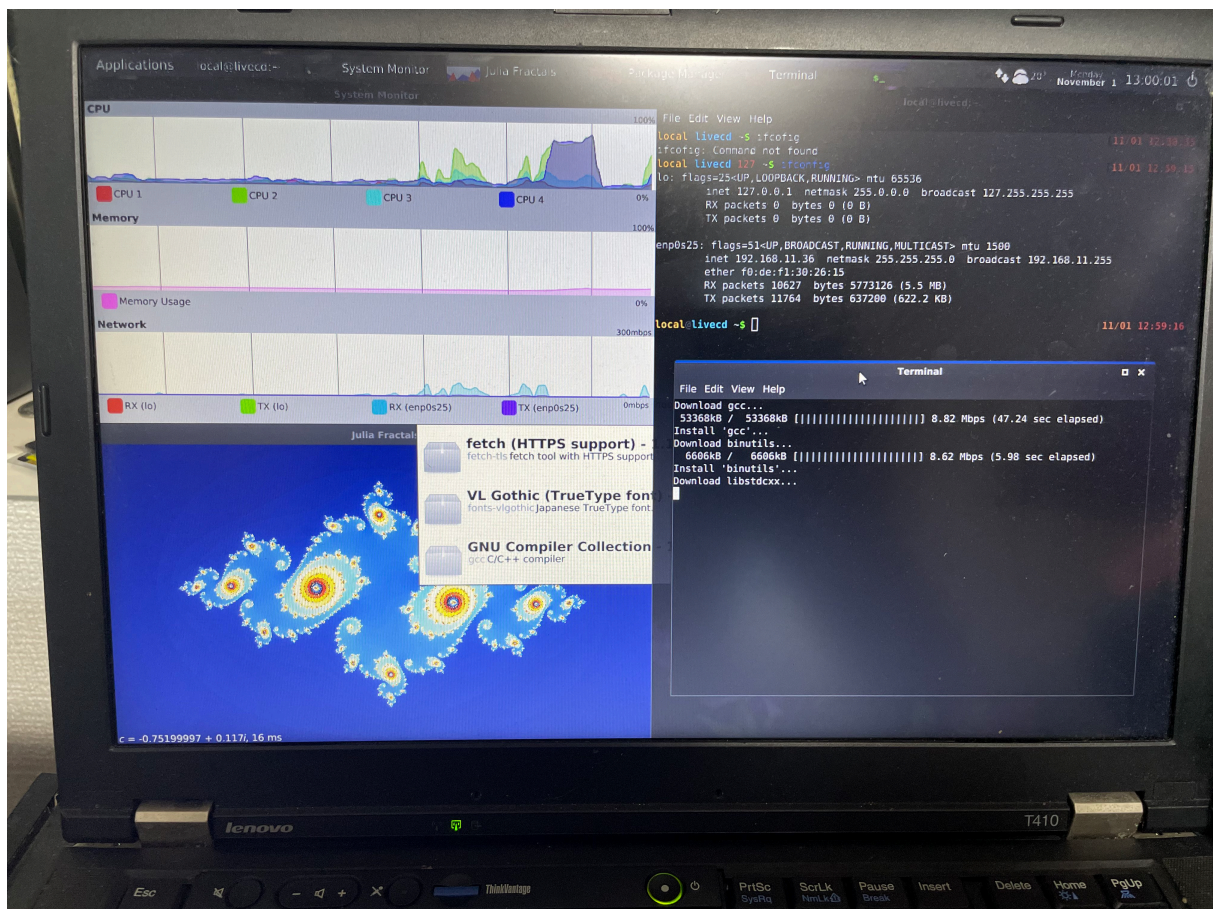 Applications
System Monitor
Julia Fractals
Terminal
20°
Monday
November 1
13:00:01
System Monitor
local@livecd:~
CPU
100%
CPU 1
CPU 2
CPU 3
CPU 4
0%
Memory
100%
Memory Usage
0%
Network
300mbps
RX (lo)
TX (lo)
RX (enp0s25)
TX (enp0s25)
0mbps
Julia Fractals
fetch (HTTPS support) -
fetch-tls fetch tool with HTTPS support
VL Gothic (TrueType font)
fonts-vlgothic Japanese TrueType font.
GNU Compiler Collection -
gcc C/C++ compiler
c = -0.75199997 + 0.117i, 16 ms
File Edit View Help
local livecd ~$ ifcofig
ifcofig: Command not found
11/01 12:59:15
local livecd 127 ~$ ifconfig
lo: flags=25<UP,LOOPBACK,RUNNING> mtu 65536
inet 127.0.0.1 netmask 255.0.0.0 broadcast 127.255.255.255
RX packets 0 bytes 0 (0 B)
TX packets 0 bytes 0 (0 B)
enp0s25: flags=51<UP,BROADCAST,RUNNING,MULTICAST> mtu 1500
inet 192.168.11.36 netmask 255.255.255.0 broadcast 192.168.11.255
ether f0:de:f1:30:26:15
RX packets 10627 bytes 5773126 (5.5 MB)
TX packets 11764 bytes 637200 (622.2 KB)
local@livecd ~$
11/01 12:59:16
Terminal
File Edit View Help
Download gcc...
53368kB / 53368kB [||||||||||||||||||||] 8.82 Mbps (47.24 sec elapsed)
Install 'gcc'...
Download binutils...
6606kB / 6606kB [||||||||||||||||||||] 8.62 Mbps (5.98 sec elapsed)
Install 'binutils'...
Download libstdcxx...
lenovo
T410
Esc
ThinkVantage
PrtSc
SysRq
ScrLk
NmLk
Pause
Break
Insert
Delete
Home
PgUp